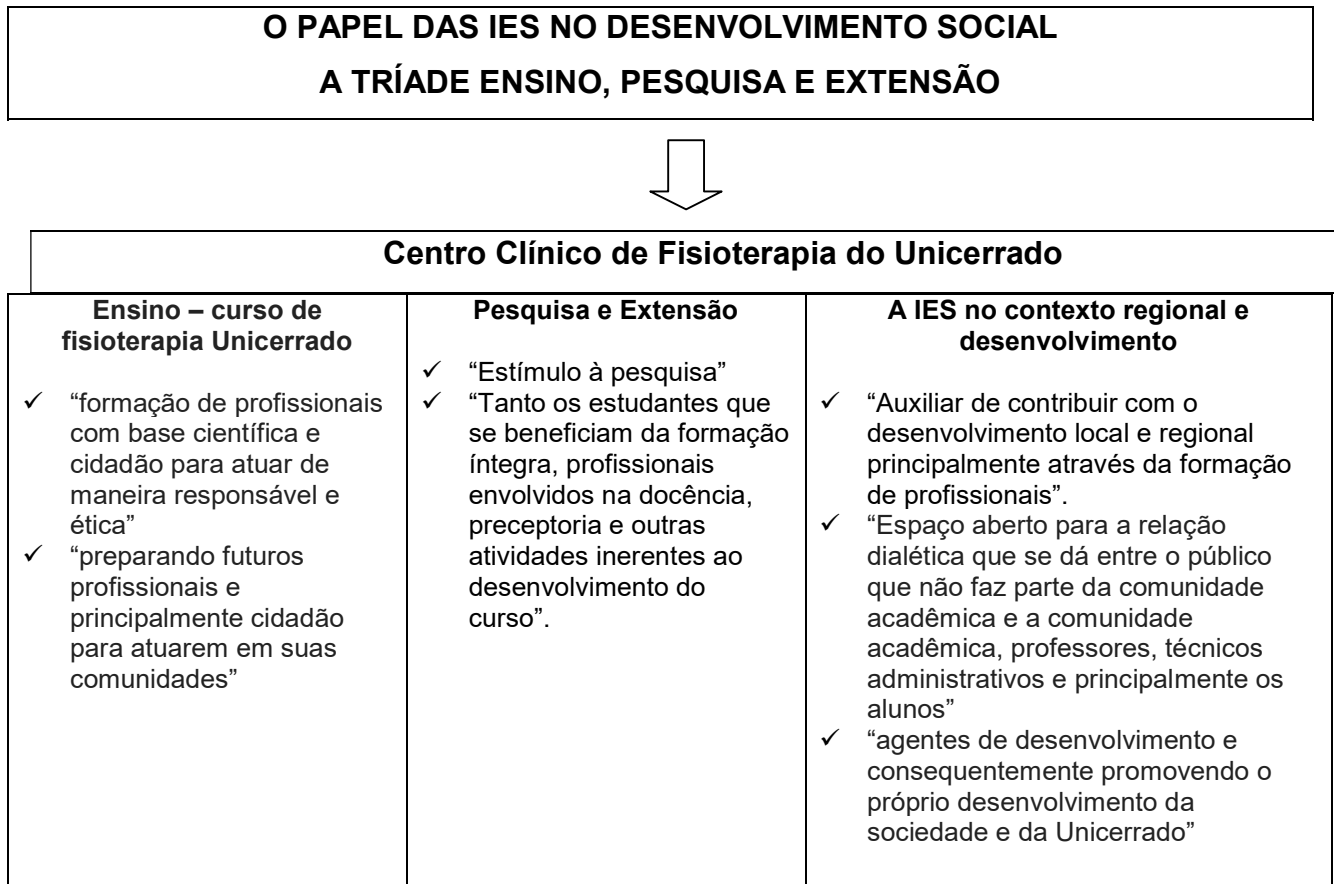 O PAPEL DAS IES NO DESENVOLVIMENTO SOCIAL
A TRÍADE ENSINO, PESQUISA E EXTENSÃO
Centro Clínico de Fisioterapia do Unicerrado
Ensino – curso de
fisioterapia Unicerrado
✓ “formação de profissionais
com base científica e
cidadão para atuar de
maneira responsável e
ética”
✓ “preparando futuros
profissionais e
principalmente cidadão
para atuarem em suas
comunidades”
Pesquisa e Extensão
✓ “Estímulo à pesquisa”
✓ “Tanto os estudantes que
se beneficiam da formação
íntegra, profissionais
envolvidos na docência,
preceptoria e outras
atividades inerentes ao
desenvolvimento do
curso”.
A IES no contexto regional e
desenvolvimento
✓ “Auxiliar de contribuir com o
desenvolvimento local e regional
principalmente através da formação
de profissionais”.
✓ “Espaço aberto para a relação
dialética que se dá entre o público
que não faz parte da comunidade
acadêmica e a comunidade
acadêmica, professores, técnicos
administrativos e principalmente os
alunos”
✓ “agentes de desenvolvimento e
consequentemente promovendo o
próprio desenvolvimento da
sociedade e da Unicerrado”